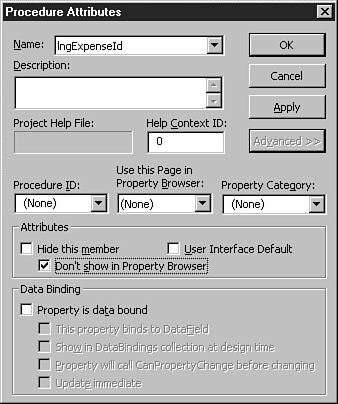 Procedure Attributes
Name:
lngExpenseId
OK
Description:
Cancel
Apply
Project Help File:
Help Context ID:
0
Advanced >>
Procedure ID:
Use this Page in
Property Browser:
Property Category:
(None)
(None)
(None)
Attributes
Hide this member
User Interface Default
Don't show in Property Browser
Data Binding
Property is data bound
This property binds to DataField
Show in DataBindings collection at design time
Property will call CanPropertyChange before changing
Update immediate